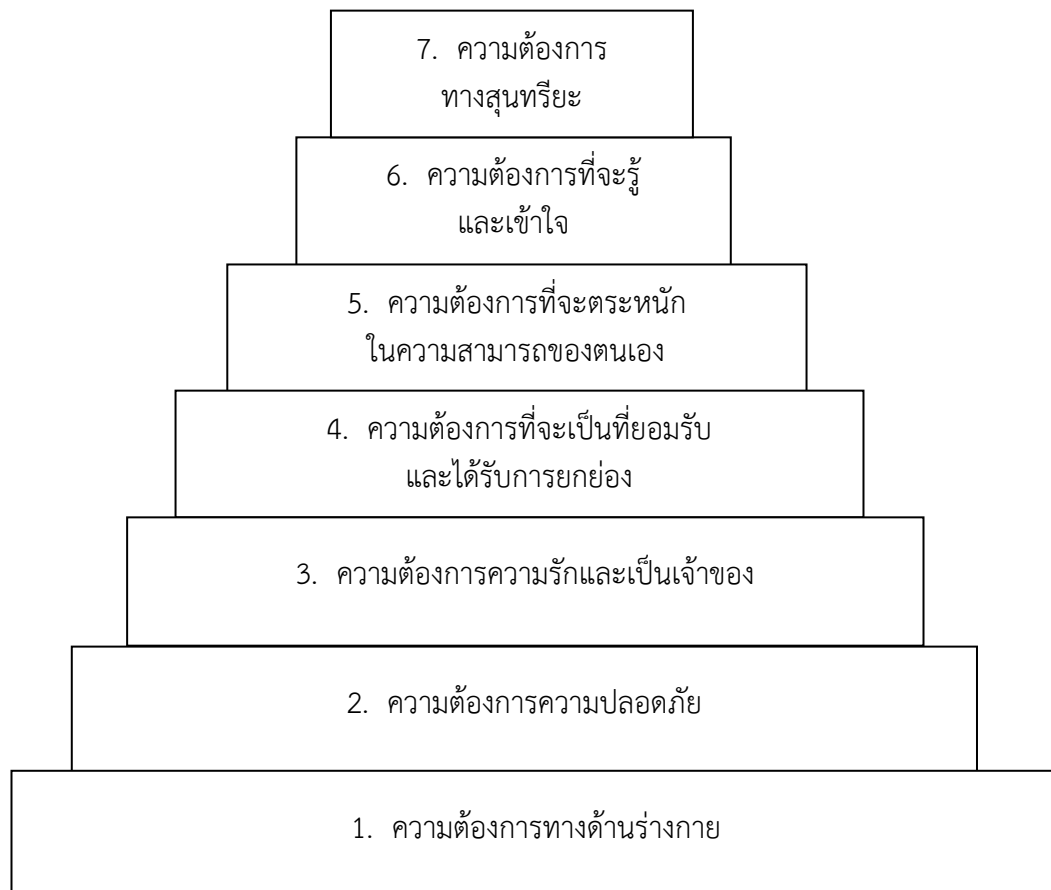 7. ความต้องการ
ทางสุนทรียะ
6. ความต้องการที่จะรู้
และเข้าใจ
5. ความต้องการที่จะตระหนัก
ในความสามารถของตนเอง
4. ความต้องการที่จะเป็นที่ยอมรับ
และได้รับการยกย่อง
3. ความต้องการความรักและเป็นเจ้าของ
2. ความต้องการความปลอดภัย
1. ความต้องการทางด้านร่างกาย